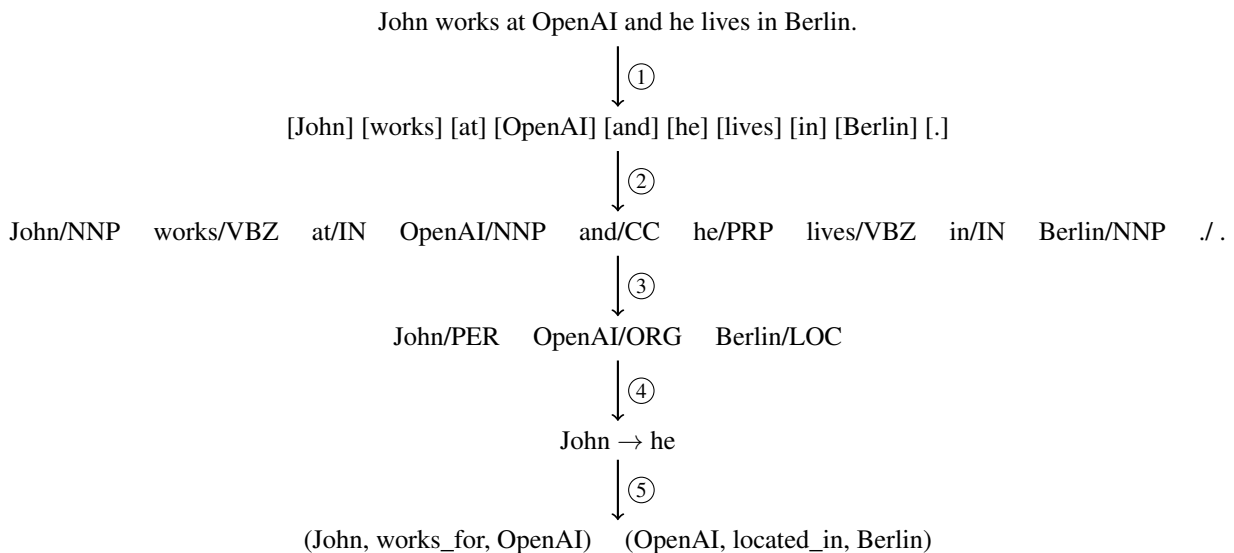 John works at OpenAI and he lives in Berlin.
①
[John] [works] [at] [OpenAI] [and] [he] [lives] [in] [Berlin] [.]
②
John/NNP works/VBZ at/IN OpenAI/NNP and/CC he/PRP lives/VBZ in/IN Berlin/NNP ./ .
③
John/PER OpenAI/ORG Berlin/LOC
④
John → he
⑤
(John, works_for, OpenAI) (OpenAI, located_in, Berlin)